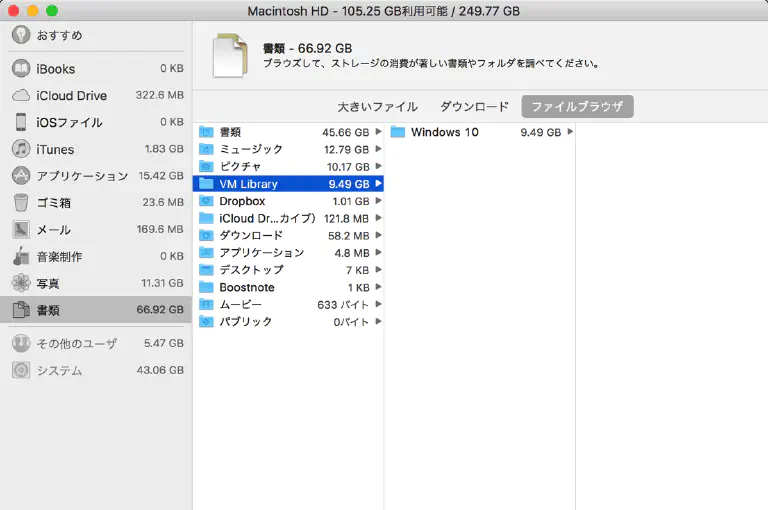 Macintosh HD - 105.25 GB利用可能 / 249.77 GB
おすすめ
iBooks 0 KB
iCloud Drive 322.6 MB
iOSファイル 0 KB
iTunes 1.83 GB
アプリケーション 15.42 GB
ゴミ箱 23.6 MB
メール 169.6 MB
音楽制作 0 KB
写真 11.31 GB
書類 66.92 GB
その他のユーザ 5.47 GB
システム 43.06 GB
書類 - 66.92 GB
ブラウズして、ストレージの消費が著しい書類やフォルダを調べてください。
大きいファイル ダウンロード ファイルブラウザ
書類 45.66 GB
ミュージック 12.79 GB
ピクチャ 10.17 GB
VM Library 9.49 GB
Dropbox 1.01 GB
iCloud Dr...カイブ) 121.8 MB
ダウンロード 58.2 MB
アプリケーション 4.8 MB
デスクトップ 7 KB
Boostnote 1 KB
ムービー 633 バイト
パブリック 0バイト
Windows 10 9.49 GB